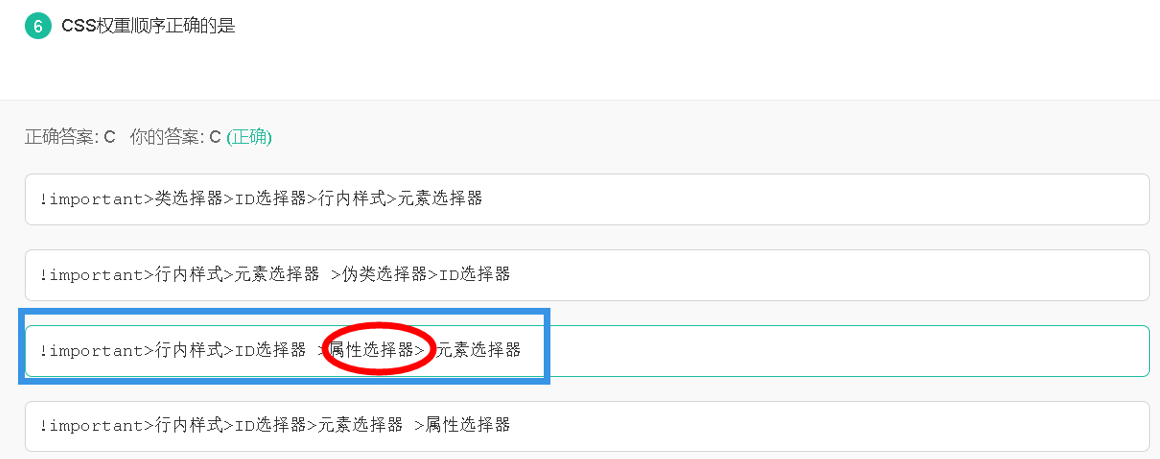 6 CSS权重顺序正确的是
正确答案: C 你的答案: C (正确)
!important>类选择器>ID选择器>行内样式>元素选择器
!important>行内样式>元素选择器 >伪类选择器>ID选择器
!important>行内样式>ID选择器 >属性选择器> 元素选择器
!important>行内样式>ID选择器>元素选择器 >属性选择器